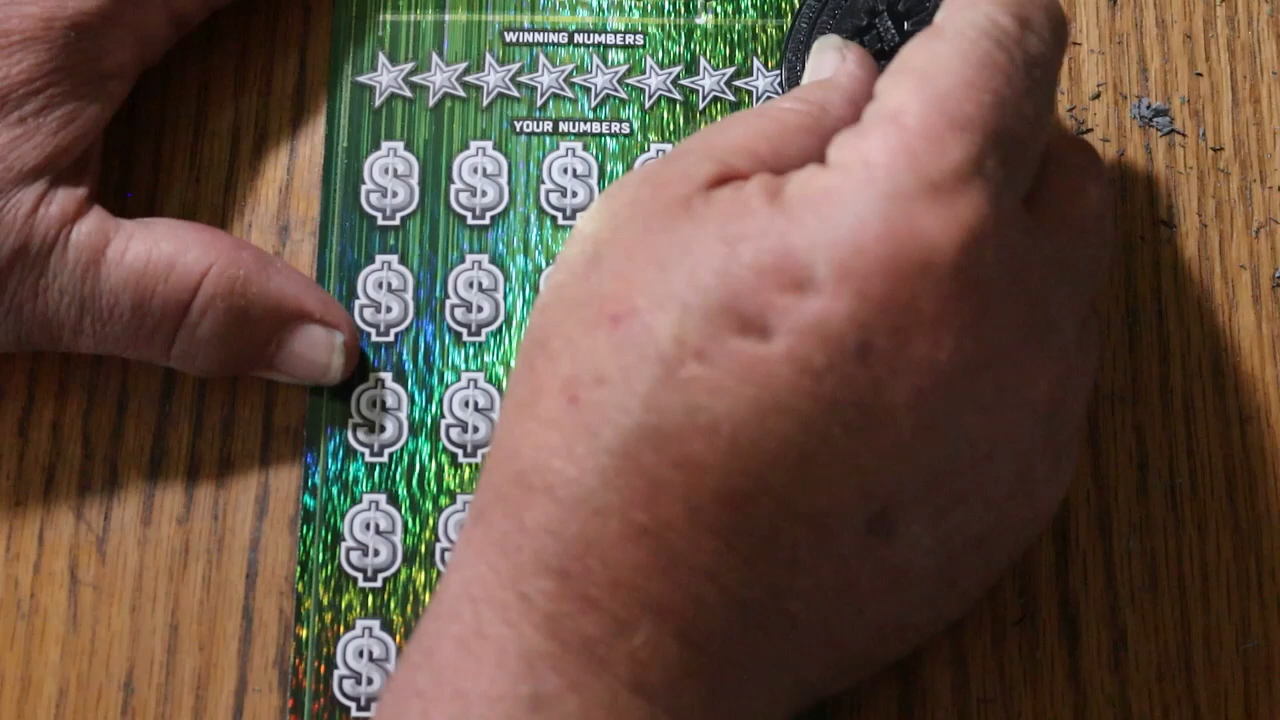 WINNING NUMBERS
YOUR NUMBERS
$ $ $
$ $
$ $
$ $
$